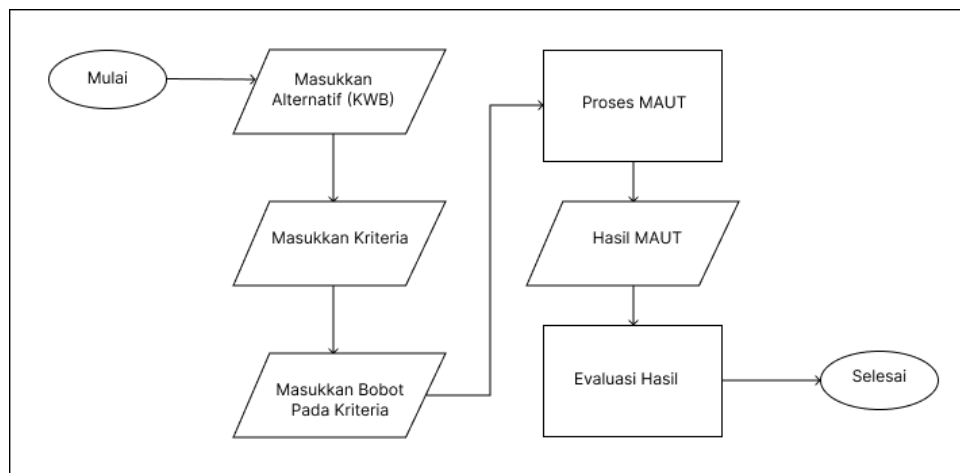 Mulai
Masukkan
Alternatif (KWB)
Masukkan Kriteria
Masukkan Bobot
Pada Kriteria
Proses MAUT
Hasil MAUT
Evaluasi Hasil
Selesai